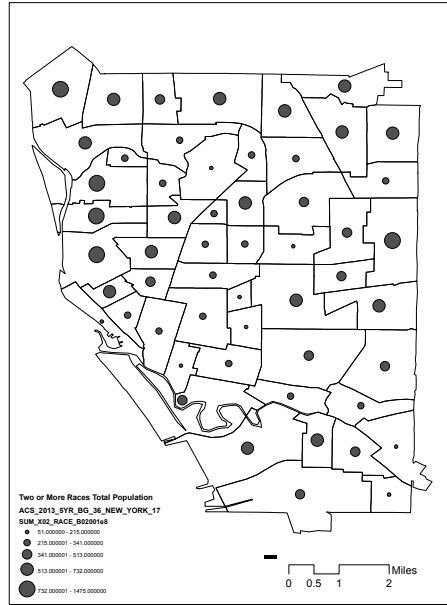 Two or More Races Total Population
ACS_2013_5YR_BG_36_NEW_YORK_17
SUM_X02_RACE_B02001e8
51.000000 - 215.000000
215.000001 - 341.000000
341.000001 - 513.000000
513.000001 - 732.000000
732.000001 - 1475.000000
Miles
0 0.5 1 2